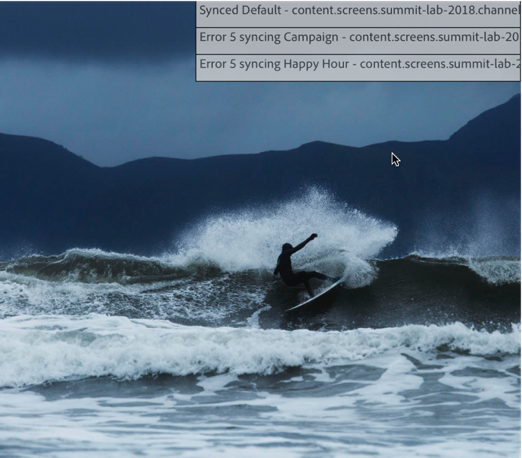 Synced Default - content.screens.summit-lab-2018.channel
Error 5 syncing Campaign - content.screens.summit-lab-20
Error 5 syncing Happy Hour - content.screens.summit-lab-2